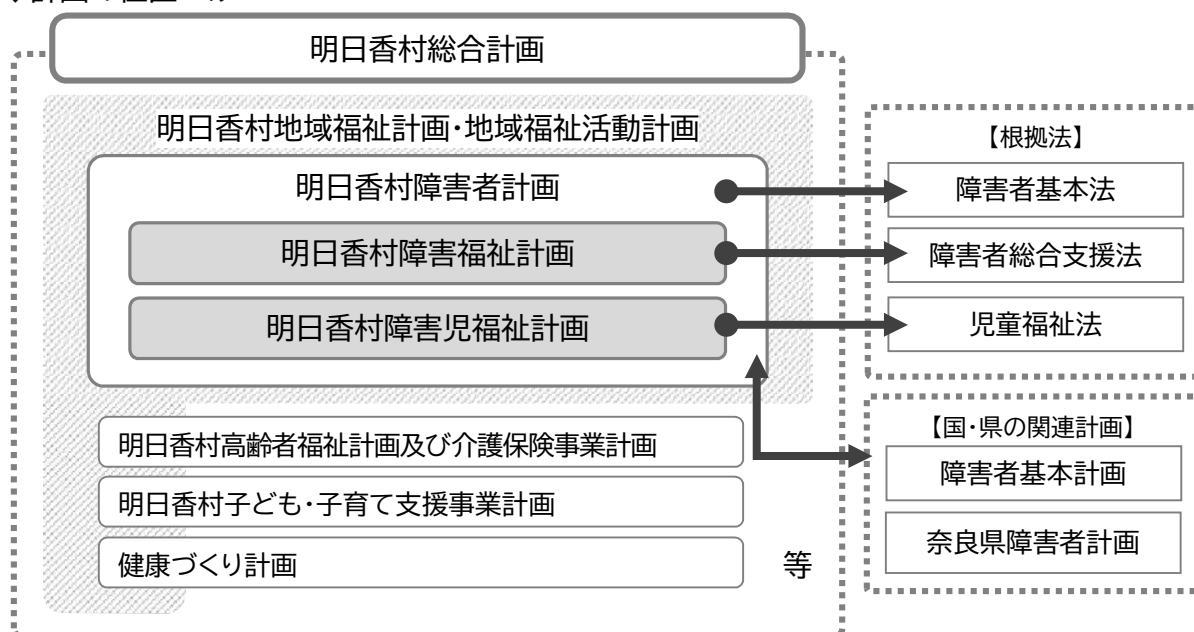 明日香村総合計画
明日香村地域福祉計画・地域福祉活動計画
明日香村障害者計画
明日香村障害福祉計画
明日香村障害児福祉計画
明日香村高齢者福祉計画及び介護保険事業計画
明日香村子ども・子育て支援事業計画
健康づくり計画
等
【根拠法】
障害者基本法
障害者総合支援法
児童福祉法
【国・県の関連計画】
障害者基本計画
奈良県障害者計画